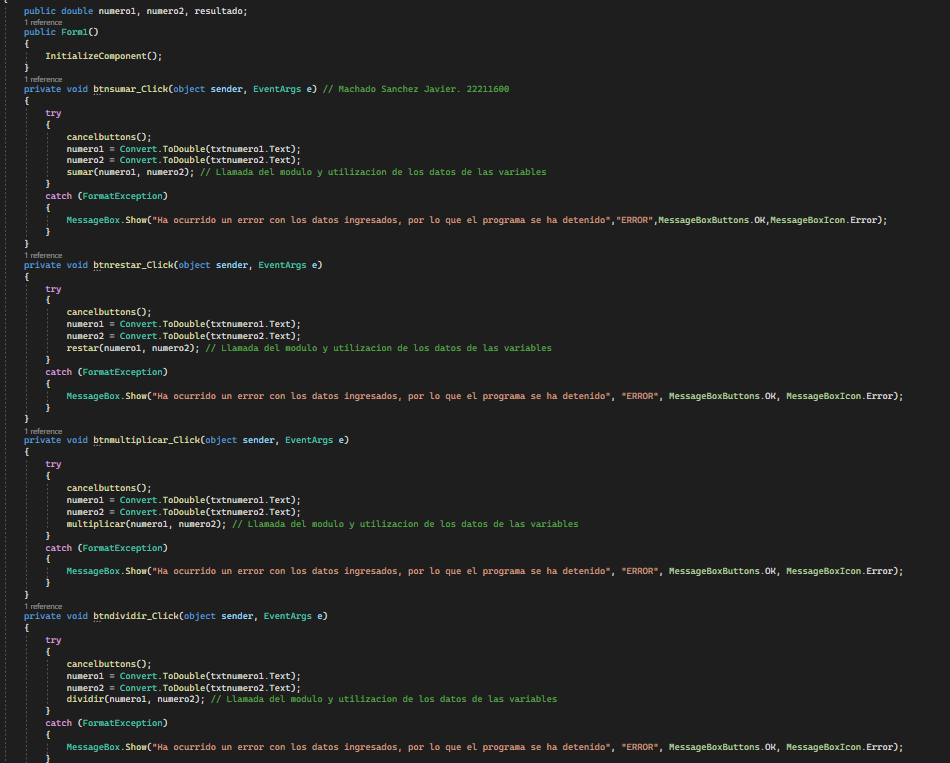 {
public double numero1, numero2, resultado;
1 reference
public Form1()
{
InitializeComponent();
}
1 reference
private void btnsumar_Click(object sender, EventArgs e) // Machado Sanchez Javier. 22211600
{
try
{
cancelbuttons();
numero1 = Convert.ToDouble(txtnumero1.Text);
numero2 = Convert.ToDouble(txtnumero2.Text);
sumar(numero1, numero2); // Llamada del modulo y utilizacion de los datos de las variables
}
catch (FormatException)
{
MessageBox.Show("Ha ocurrido un error con los datos ingresados, por lo que el programa se ha detenido","ERROR",MessageBoxButtons.OK,MessageBoxIcon.Error);
}
}
1 reference
private void btnrestar_Click(object sender, EventArgs e)
{
try
{
cancelbuttons();
numero1 = Convert.ToDouble(txtnumero1.Text);
numero2 = Convert.ToDouble(txtnumero2.Text);
restar(numero1, numero2); // Llamada del modulo y utilizacion de los datos de las variables
}
catch (FormatException)
{
MessageBox.Show("Ha ocurrido un error con los datos ingresados, por lo que el programa se ha detenido", "ERROR", MessageBoxButtons.OK, MessageBoxIcon.Error);
}
}
1 reference
private void btnmultiplicar_Click(object sender, EventArgs e)
{
try
{
cancelbuttons();
numero1 = Convert.ToDouble(txtnumero1.Text);
numero2 = Convert.ToDouble(txtnumero2.Text);
multiplicar(numero1, numero2); // Llamada del modulo y utilizacion de los datos de las variables
}
catch (FormatException)
{
MessageBox.Show("Ha ocurrido un error con los datos ingresados, por lo que el programa se ha detenido", "ERROR", MessageBoxButtons.OK, MessageBoxIcon.Error);
}
}
1 reference
private void btndividir_Click(object sender, EventArgs e)
{
try
{
cancelbuttons();
numero1 = Convert.ToDouble(txtnumero1.Text);
numero2 = Convert.ToDouble(txtnumero2.Text);
dividir(numero1, numero2); // Llamada del modulo y utilizacion de los datos de las variables
}
catch (FormatException)
{
MessageBox.Show("Ha ocurrido un error con los datos ingresados, por lo que el programa se ha detenido", "ERROR", MessageBoxButtons.OK, MessageBoxIcon.Error);
}